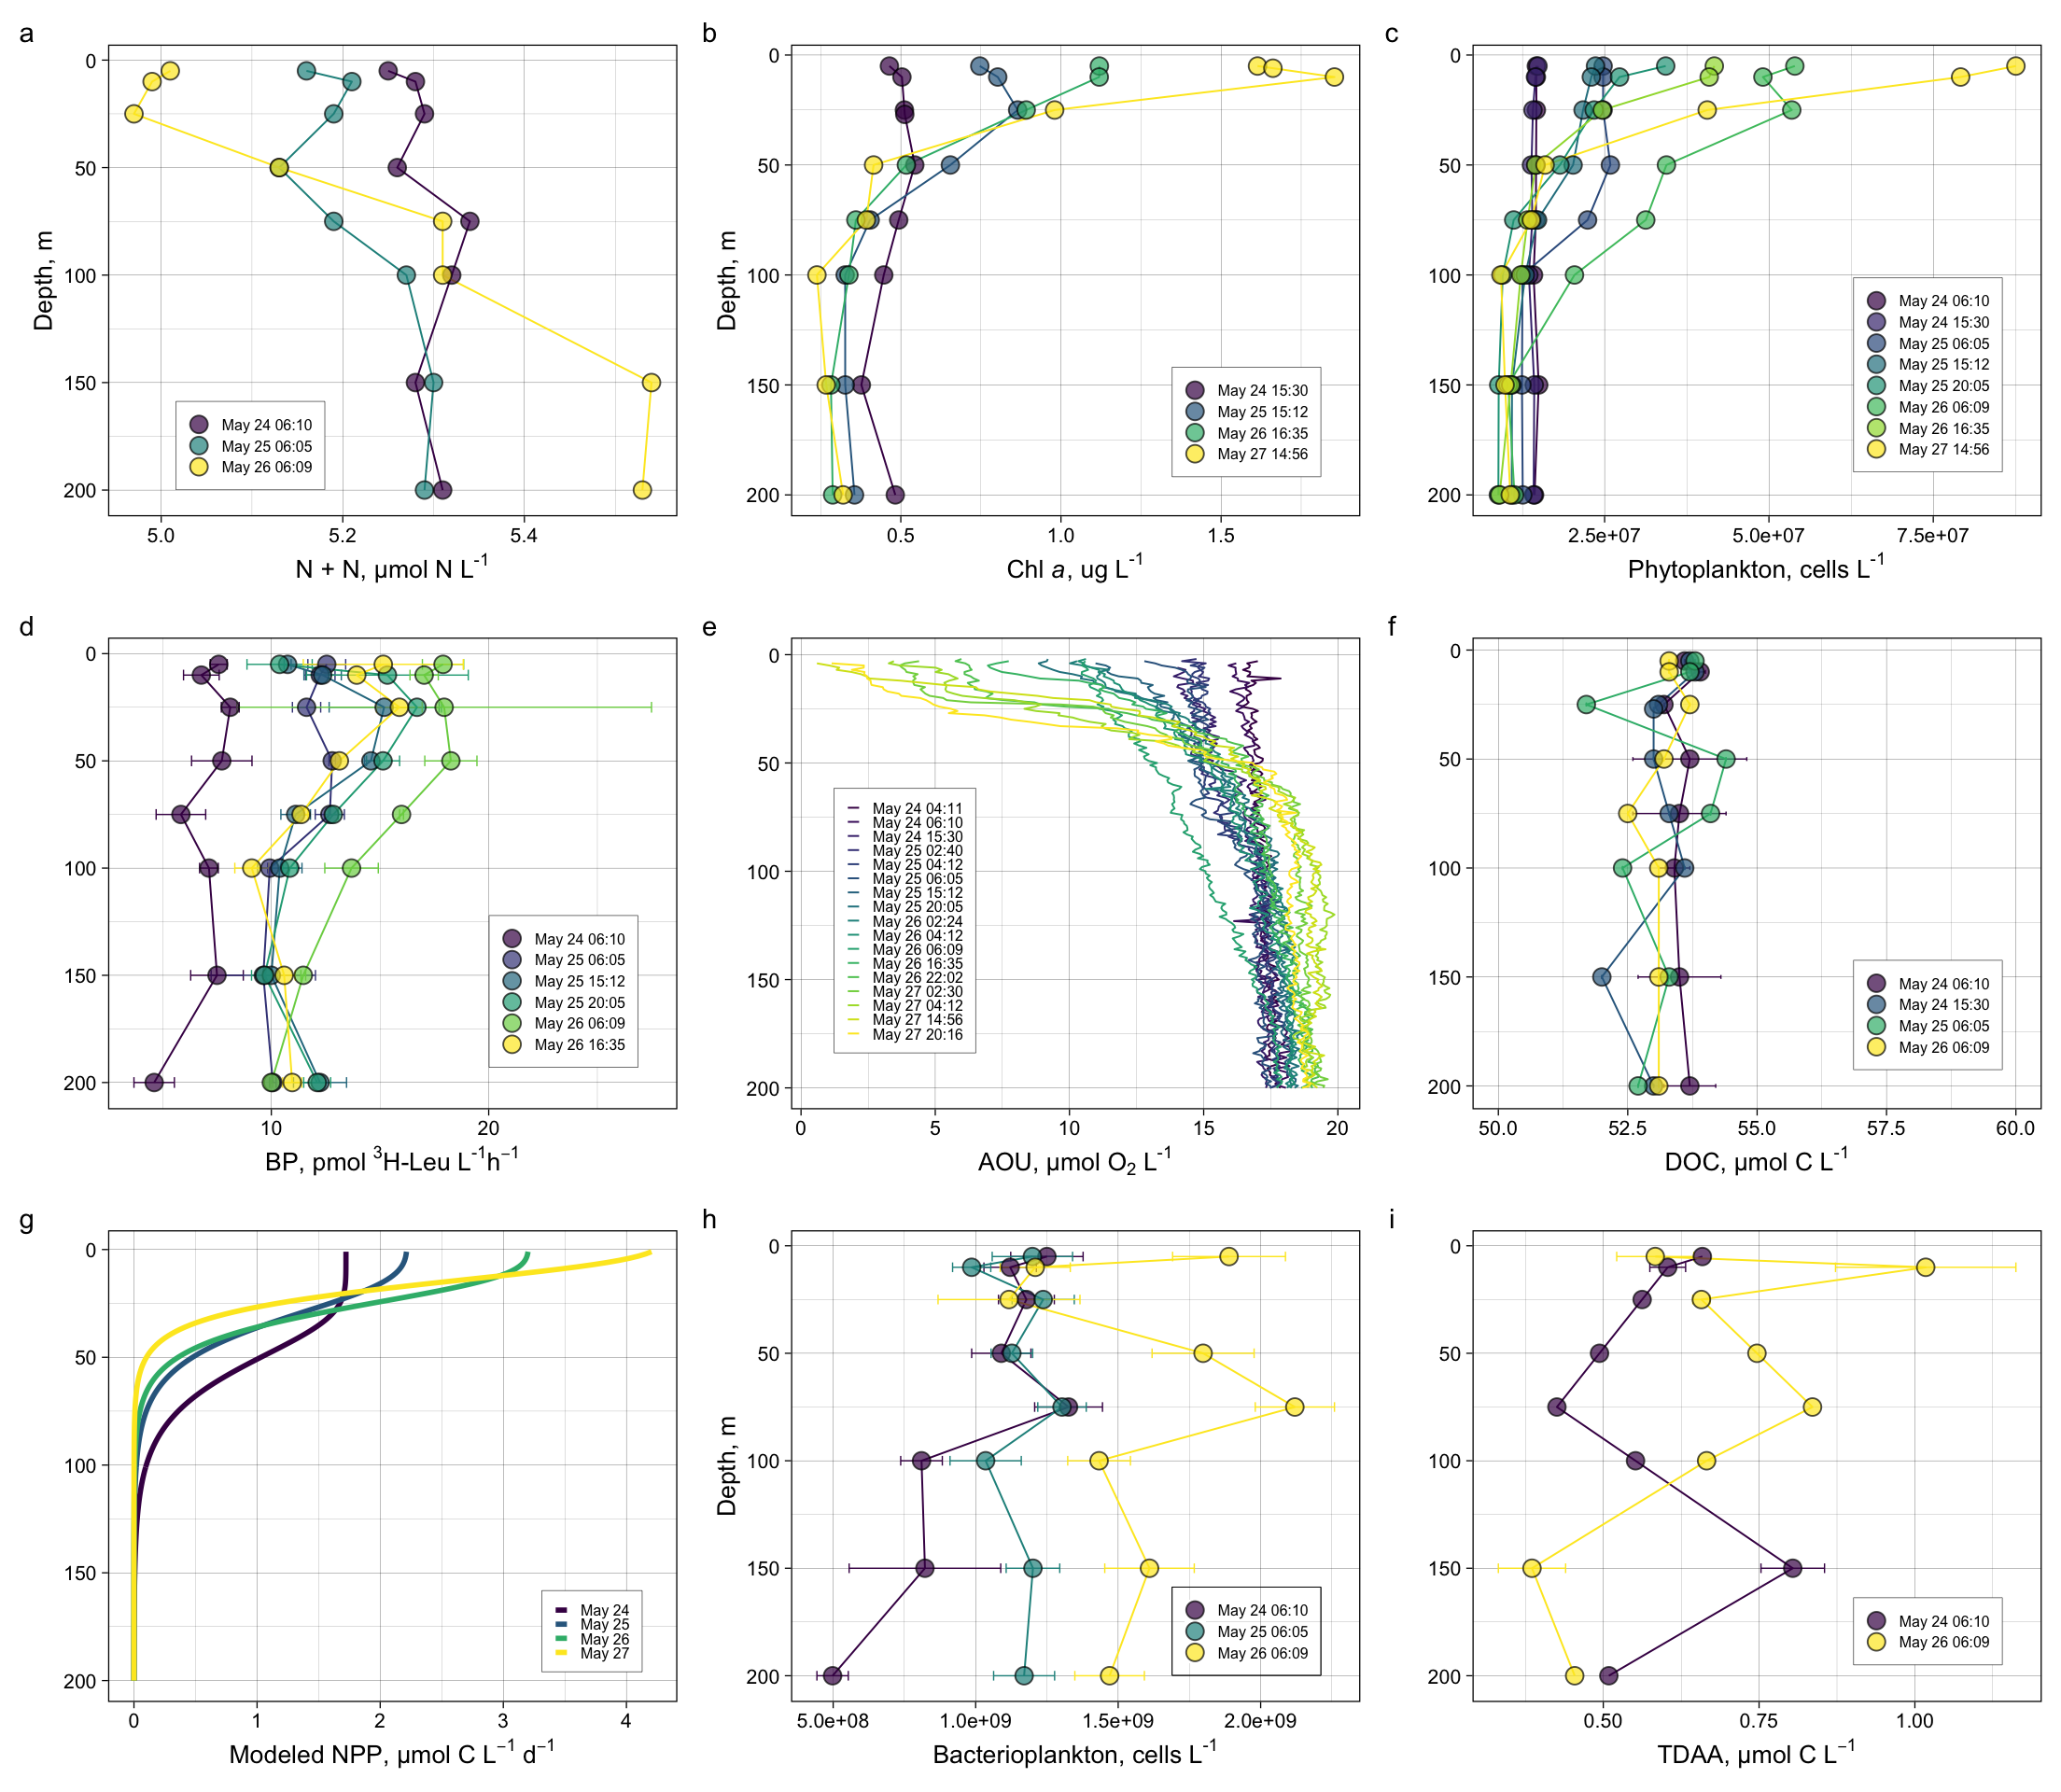 a
0
50
100
150
200
Depth, m
5.0 5.2 5.4
N + N, µmol N L⁻¹
May 24 06:10
May 25 06:05
May 26 06:09
b
0
50
100
150
200
Depth, m
0.5 1.0 1.5
Chl a, ug L⁻¹
May 24 15:30
May 25 15:12
May 26 16:35
May 27 14:56
c
0
50
100
150
200
2.5e+07 5.0e+07 7.5e+07
Phytoplankton, cells L⁻¹
May 24 06:10
May 24 15:30
May 25 06:05
May 25 15:12
May 25 20:05
May 26 06:09
May 26 16:35
May 27 14:56
d
0
50
100
150
200
10 20
BP, pmol ³H-Leu L⁻¹h⁻¹
May 24 06:10
May 25 06:05
May 25 15:12
May 25 20:05
May 26 06:09
May 26 16:35
e
0
50
100
150
200
0 5 10 15 20
AOU, µmol O₂ L⁻¹
May 24 04:11
May 24 06:10
May 24 15:30
May 25 02:40
May 25 04:12
May 25 06:05
May 25 15:12
May 25 20:05
May 26 02:24
May 26 04:12
May 26 06:09
May 26 16:35
May 26 22:02
May 27 02:30
May 27 04:12
May 27 14:56
May 27 20:16
f
0
50
100
150
200
50.0 52.5 55.0 57.5 60.0
DOC, µmol C L⁻¹
May 24 06:10
May 24 15:30
May 25 06:05
May 26 06:09
g
0
50
100
150
200
0 1 2 3 4
Modeled NPP, µmol C L⁻¹ d⁻¹
May 24
May 25
May 26
May 27
h
0
50
100
150
200
Depth, m
5.0e+08 1.0e+09 1.5e+09 2.0e+09
Bacterioplankton, cells L⁻¹
May 24 06:10
May 25 06:05
May 26 06:09
i
0
50
100
150
200
0.50 0.75 1.00
TDAA, µmol C L⁻¹
May 24 06:10
May 26 06:09